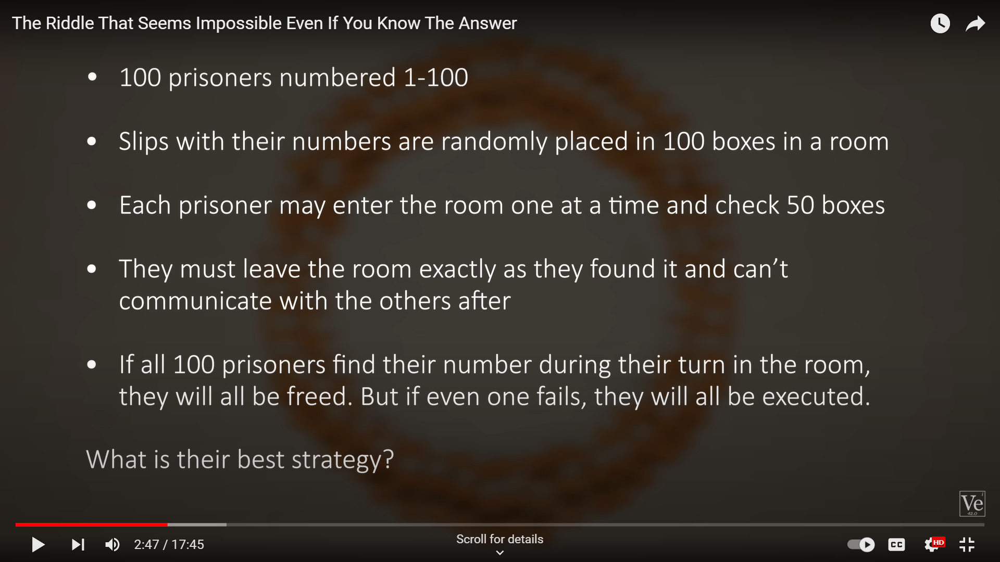 The Riddle That Seems Impossible Even If You Know The Answer
• 100 prisoners numbered 1-100
• Slips with their numbers are randomly placed in 100 boxes in a room
• Each prisoner may enter the room one at a time and check 50 boxes
• They must leave the room exactly as they found it and can’t
communicate with the others after
• If all 100 prisoners find their number during their turn in the room,
they will all be freed. But if even one fails, they will all be executed.
What is their best strategy?
Ve i
42.0
2:47 / 17:45
Scroll for details
CC
HD